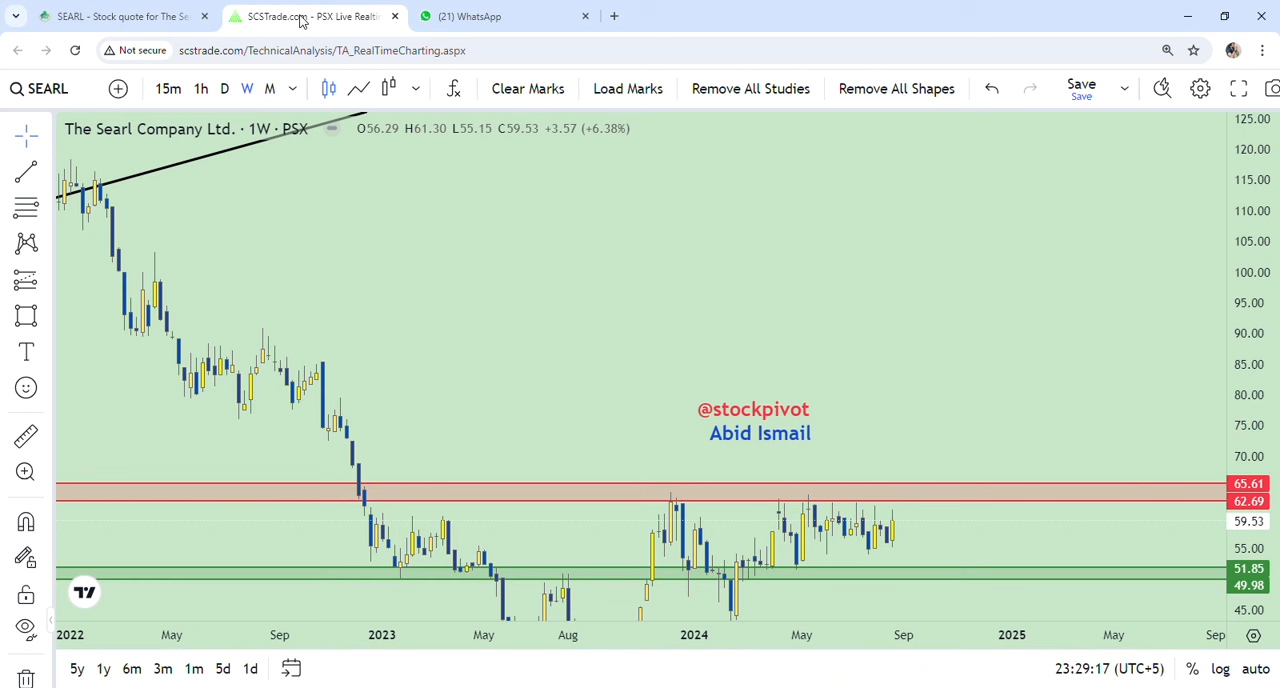 SEARL - Stock quote for The Se
SCSTrade.com - PSX Live Realti
(21) WhatsApp
Not secure
scstrade.com/TechnicalAnalysis/TA_RealTimeCharting.aspx
SEARL
15m
1h
D
W
M
Clear Marks
Load Marks
Remove All Studies
Remove All Shapes
Save
Save
The Searl Company Ltd. · 1W · PSX
O56.29 H61.30 L55.15 C59.53 +3.57 (+6.38%)
125.00
120.00
115.00
110.00
105.00
100.00
95.00
90.00
85.00
80.00
75.00
70.00
65.61
62.69
59.53
55.00
51.85
49.98
45.00
@stockpivot
Abid Ismail
2022
May
Sep
2023
May
Aug
2024
May
Sep
2025
May
Sep
5y
1y
6m
3m
1m
5d
1d
23:29:17 (UTC+5)
%
log
auto